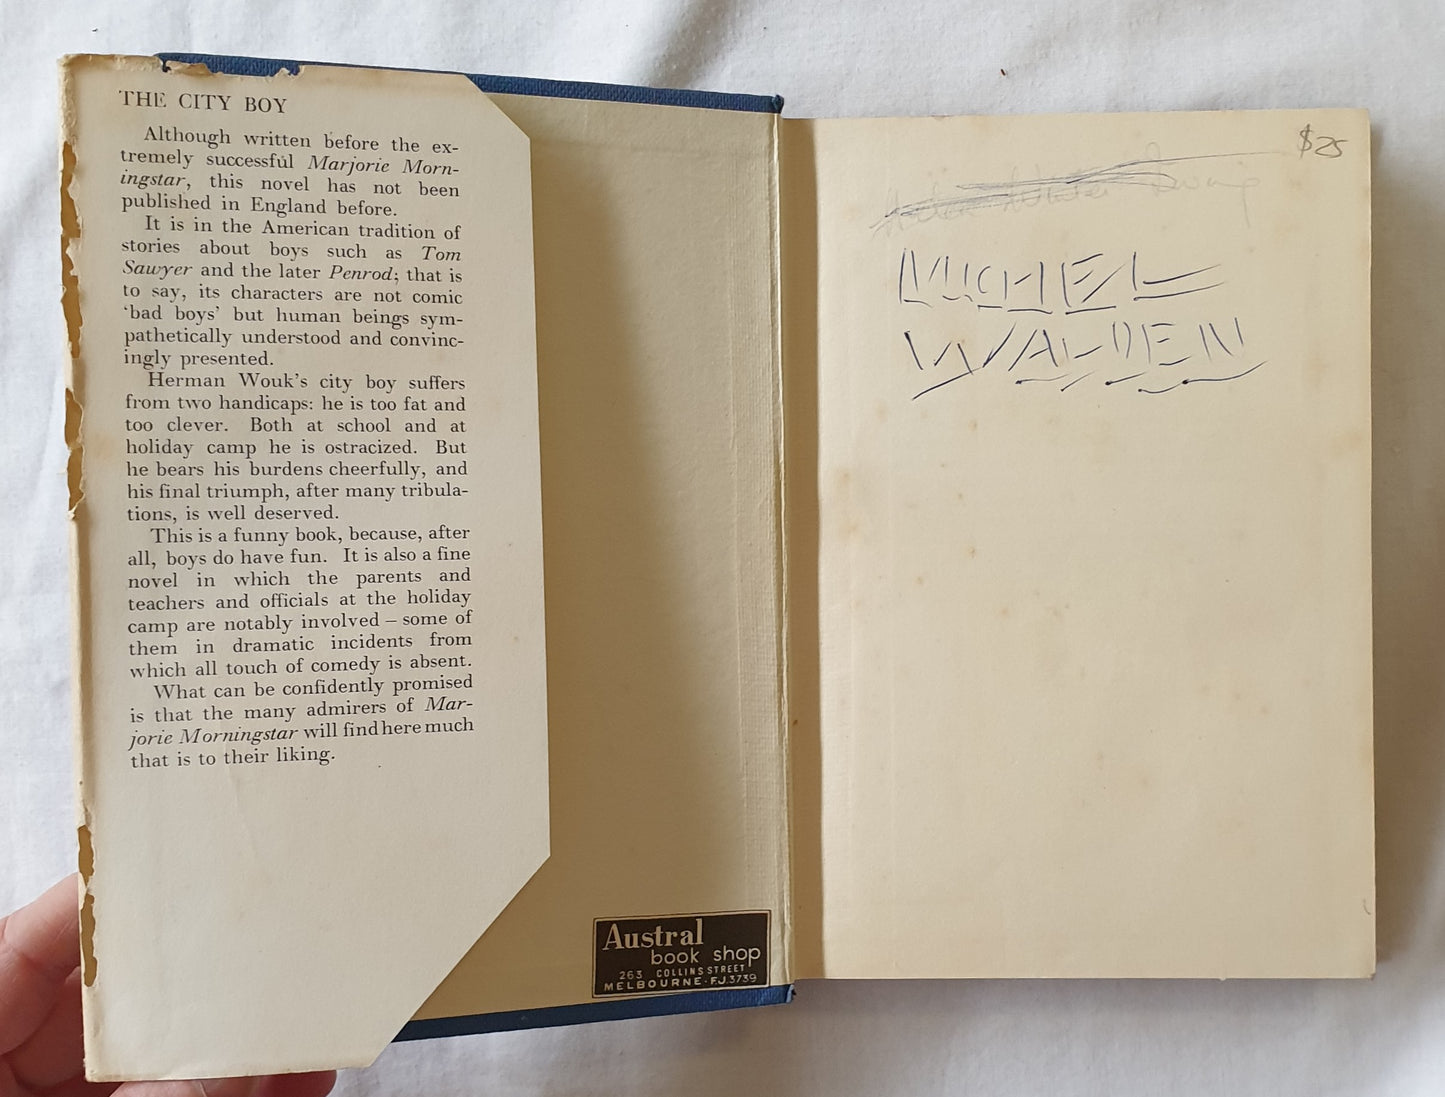 THE CITY BOY
Although written before the ex-
tremely successful Marjorie Morn-
ingstar, this novel has not been
published in England before.
It is in the American tradition of
stories about boys such as Tom
Sawyer and the later Penrod; that is
to say, its characters are not comic
'bad boys' but human beings sym-
pathetically understood and convinc-
ingly presented.
Herman Wouk's city boy suffers
from two handicaps: he is too fat and
too clever. Both at school and at
holiday camp he is ostracized. But
he bears his burdens cheerfully, and
his final triumph, after many tribula-
tions, is well deserved.
This is a funny book, because, after
all, boys do have fun. It is also a fine
novel in which the parents and
teachers and officials at the holiday
camp are notably involved – some of
them in dramatic incidents from
which all touch of comedy is absent.
What can be confidently promised
is that the many admirers of Mar-
jorie Morningstar will find here much
that is to their liking.
Austral
book shop
263 COLLINS STREET
MELBOURNE · F.J. 3739
$25
MICHEL
WALDEN